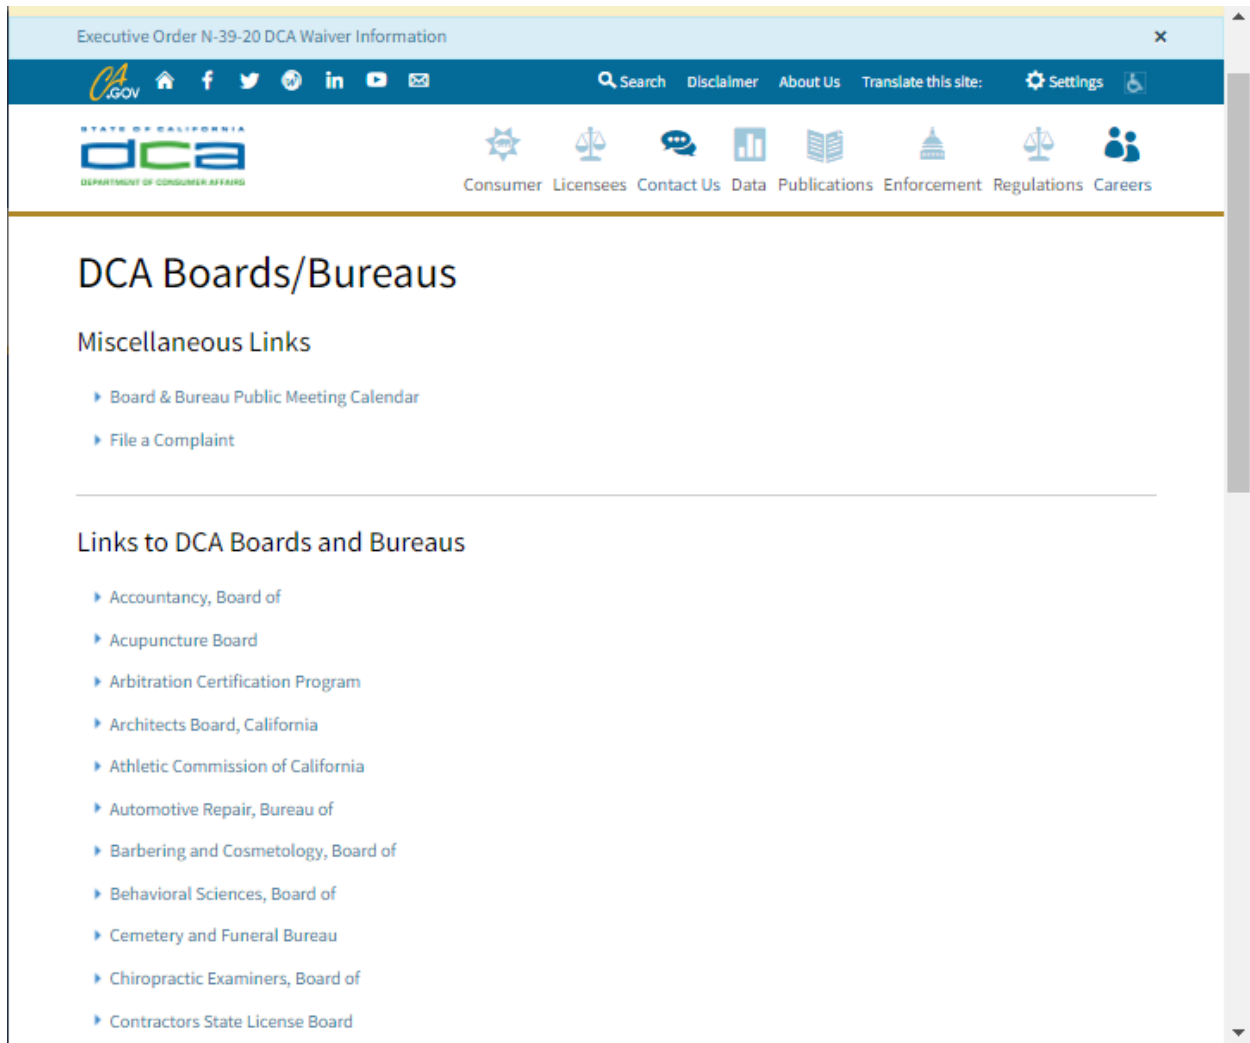 Executive Order N-39-20 DCA Waiver Information ×
CA.GOV Search Disclaimer About Us Translate this site: Settings
STATE OF CALIFORNIA
dca
DEPARTMENT OF CONSUMER AFFAIRS
Consumer Licensees Contact Us Data Publications Enforcement Regulations Careers
DCA Boards/Bureaus
Miscellaneous Links
Board & Bureau Public Meeting Calendar
File a Complaint
Links to DCA Boards and Bureaus
Accountancy, Board of
Acupuncture Board
Arbitration Certification Program
Architects Board, California
Athletic Commission of California
Automotive Repair, Bureau of
Barbering and Cosmetology, Board of
Behavioral Sciences, Board of
Cemetery and Funeral Bureau
Chiropractic Examiners, Board of
Contractors State License Board